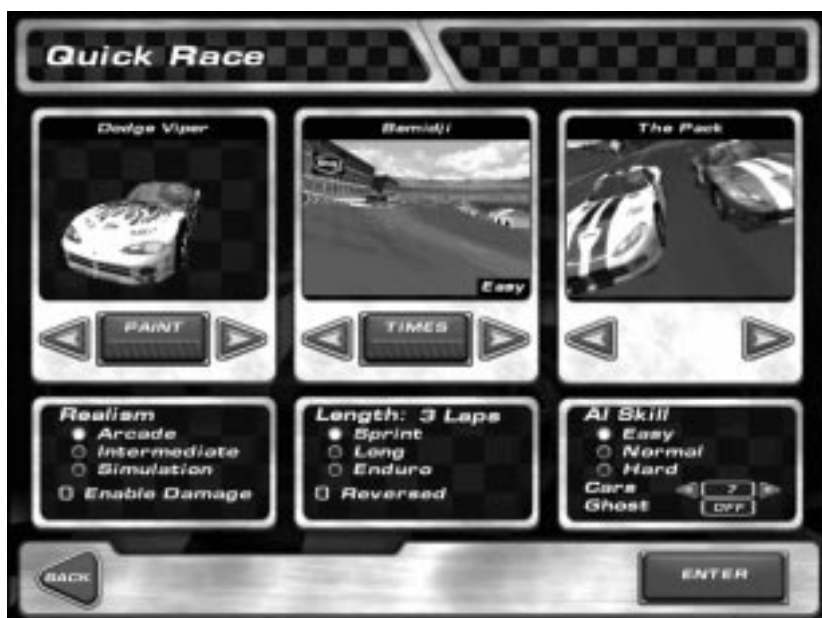 Quick Race
Dodge Viper
Bemidji
The Pack
Easy
PAINT
TIMES
Realism
Arcade
Intermediate
Simulation
Enable Damage
Length: 3 Laps
Sprint
Long
Enduro
Reversed
AI Skill
Easy
Normal
Hard
Cars 7
Ghost OFF
BACK
ENTER